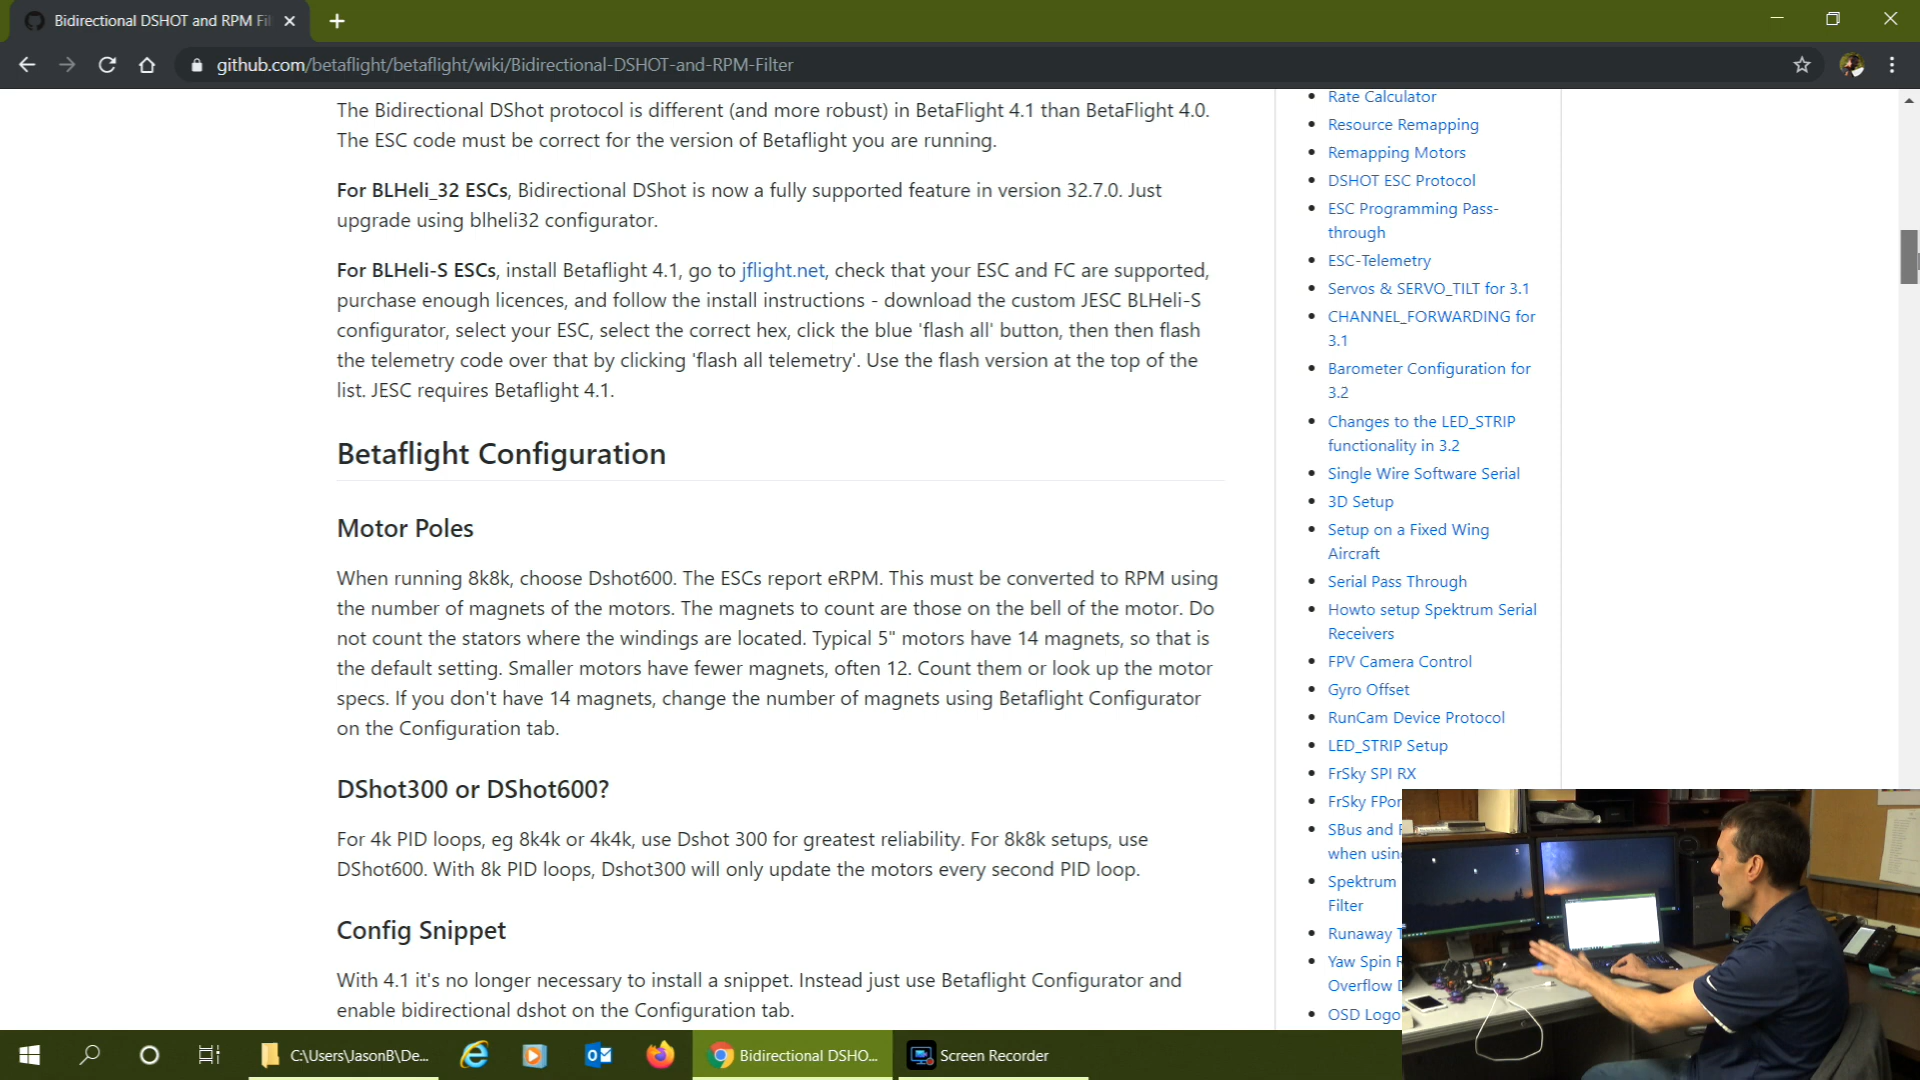 Bidirectional DSHOT and RPM Fi
github.com/betaflight/betaflight/wiki/Bidirectional-DSHOT-and-RPM-Filter
The Bidirectional DShot protocol is different (and more robust) in BetaFlight 4.1 than BetaFlight 4.0.
The ESC code must be correct for the version of Betaflight you are running.
For BLHeli_32 ESCs, Bidirectional DShot is now a fully supported feature in version 32.7.0. Just
upgrade using blheli32 configurator.
For BLHeli-S ESCs, install Betaflight 4.1, go to jflight.net, check that your ESC and FC are supported,
purchase enough licences, and follow the install instructions - download the custom JESC BLHeli-S
configurator, select your ESC, select the correct hex, click the blue 'flash all' button, then then flash
the telemetry code over that by clicking 'flash all telemetry'. Use the flash version at the top of the
list. JESC requires Betaflight 4.1.
Betaflight Configuration
Motor Poles
When running 8k8k, choose Dshot600. The ESCs report eRPM. This must be converted to RPM using
the number of magnets of the motors. The magnets to count are those on the bell of the motor. Do
not count the stators where the windings are located. Typical 5" motors have 14 magnets, so that is
the default setting. Smaller motors have fewer magnets, often 12. Count them or look up the motor
specs. If you don't have 14 magnets, change the number of magnets using Betaflight Configurator
on the Configuration tab.
DShot300 or DShot600?
For 4k PID loops, eg 8k4k or 4k4k, use Dshot 300 for greatest reliability. For 8k8k setups, use
DShot600. With 8k PID loops, Dshot300 will only update the motors every second PID loop.
Config Snippet
With 4.1 it's no longer necessary to install a snippet. Instead just use Betaflight Configurator and
enable bidirectional dshot on the Configuration tab.
Rate Calculator
Resource Remapping
Remapping Motors
DSHOT ESC Protocol
ESC Programming Pass-
through
ESC-Telemetry
Servos & SERVO_TILT for 3.1
CHANNEL_FORWARDING for
3.1
Barometer Configuration for
3.2
Changes to the LED_STRIP
functionality in 3.2
Single Wire Software Serial
3D Setup
Setup on a Fixed Wing
Aircraft
Serial Pass Through
Howto setup Spektrum Serial
Receivers
FPV Camera Control
Gyro Offset
RunCam Device Protocol
LED_STRIP Setup
FrSky SPI RX
FrSky FPor
SBus and
when using
Spektrum
Filter
Runaway
Yaw Spin
Overflow
OSD Logo
C:\Users\JasonB\De...
Bidirectional DSHO...
Screen Recorder